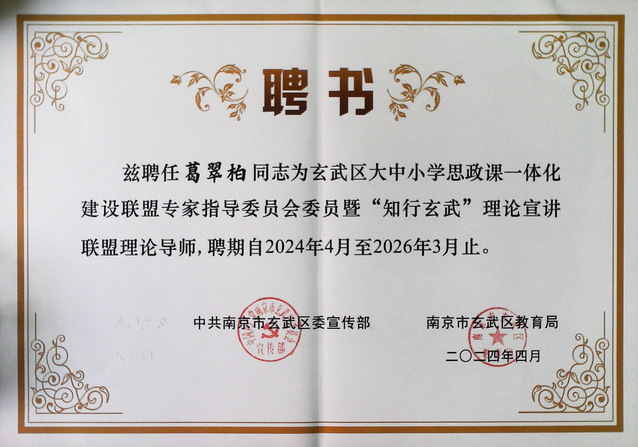 聘书
兹聘任葛翠柏同志为玄武区大中小学思政课一体化
建设联盟专家指导委员会委员暨“知行玄武”理论宣讲
联盟理论导师,聘期自2024年4月至2026年3月止。
中共南京市玄武区委宣传部 南京市玄武区教育局
二〇二四年四月